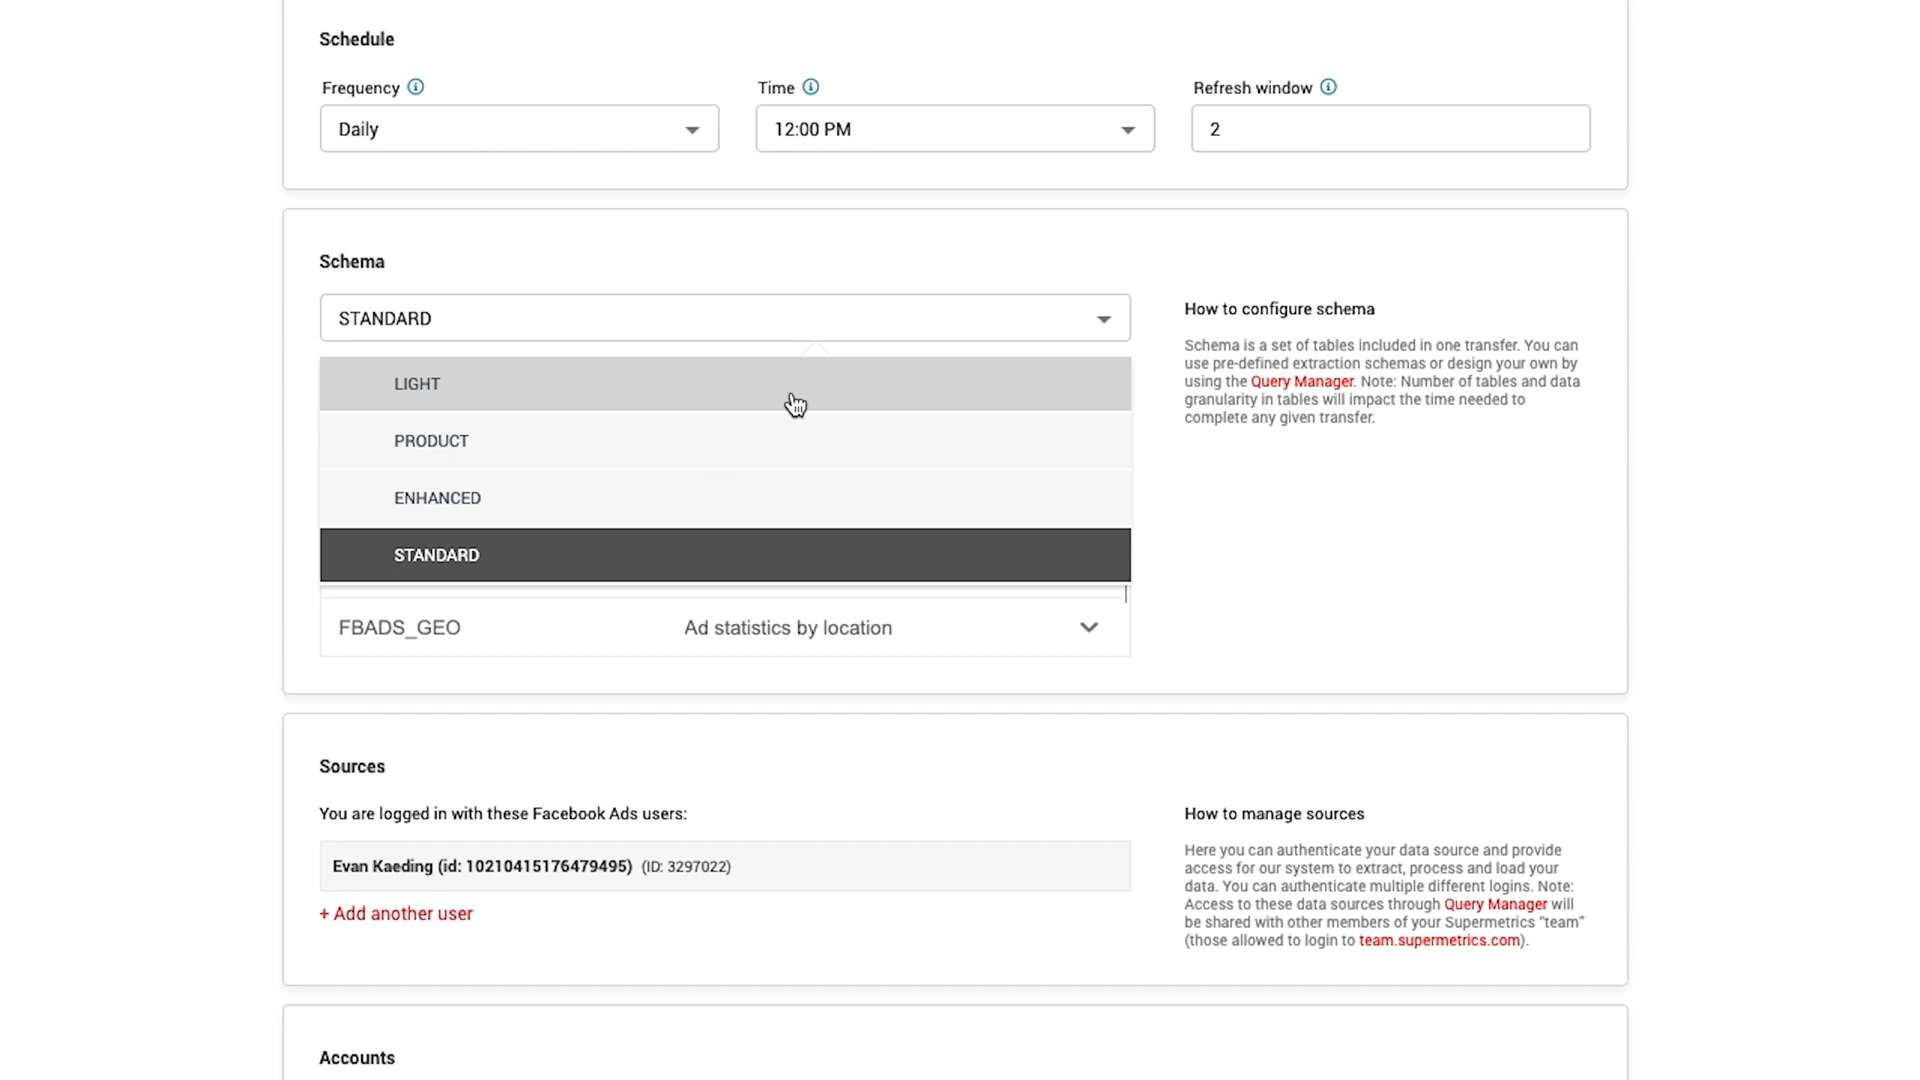 Schedule
Frequency
Time
Refresh window
Daily
12:00 PM
2
Schema
STANDARD
LIGHT
PRODUCT
ENHANCED
STANDARD
FBADS_GEO
Ad statistics by location
How to configure schema
Schema is a set of tables included in one transfer. You can
use pre-defined extraction schemas or design your own by
using the Query Manager. Note: Number of tables and data
granularity in tables will impact the time needed to
complete any given transfer.
Sources
You are logged in with these Facebook Ads users:
Evan Kaeding (id: 10210415176479495) (ID: 3297022)
+ Add another user
How to manage sources
Here you can authenticate your data source and provide
access for our system to extract, process and load your
data. You can authenticate multiple different logins. Note:
Access to these data sources through Query Manager will
be shared with other members of your Supermetrics "team"
(those allowed to login to team.supermetrics.com).
Accounts